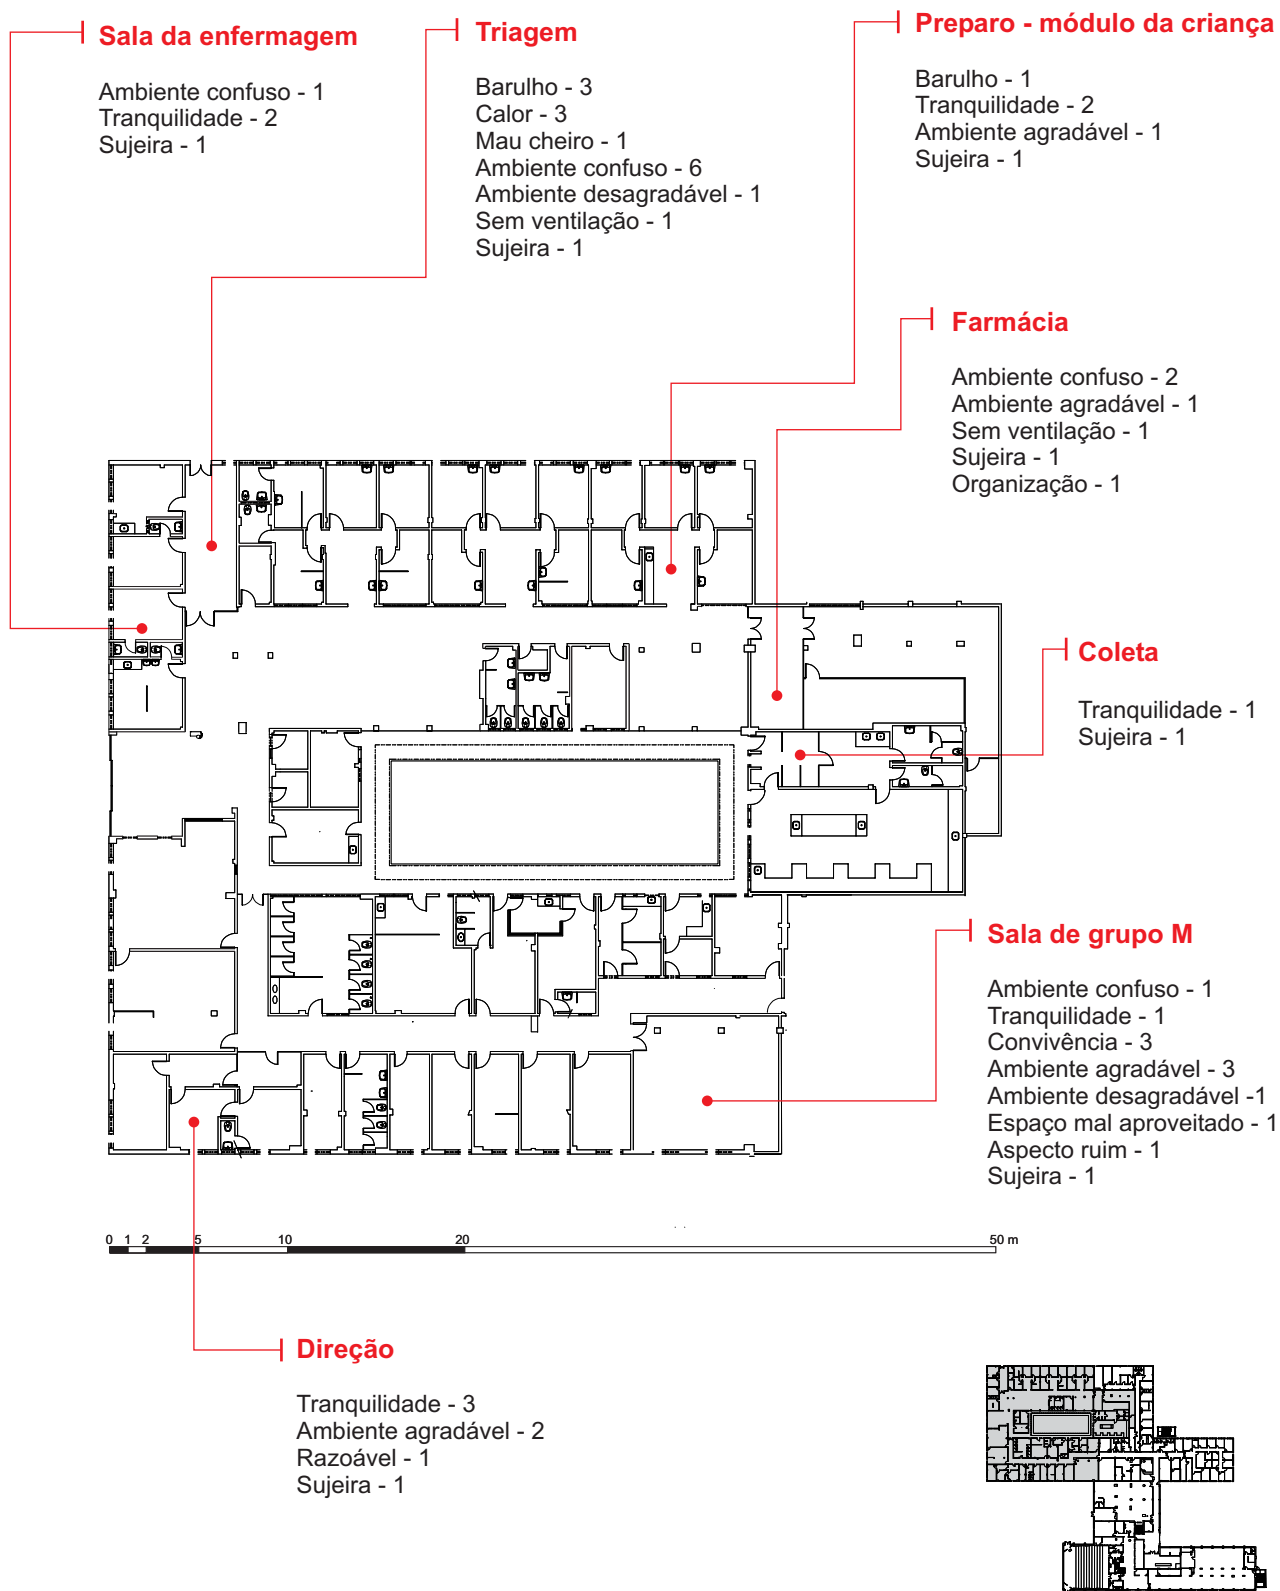 Sala da enfermagem
Ambiente confuso - 1
Tranquilidade - 2
Sujeira - 1
Triagem
Barulho - 3
Calor - 3
Mau cheiro - 1
Ambiente confuso - 6
Ambiente desagradável - 1
Sem ventilação - 1
Sujeira - 1
Preparo - módulo da criança
Barulho - 1
Tranquilidade - 2
Ambiente agradável - 1
Sujeira - 1
Farmácia
Ambiente confuso - 2
Ambiente agradável - 1
Sem ventilação - 1
Sujeira - 1
Organização - 1
Coleta
Tranquilidade - 1
Sujeira - 1
Sala de grupo M
Ambiente confuso - 1
Tranquilidade - 1
Convivência - 3
Ambiente agradável - 3
Ambiente desagradável -1
Espaço mal aproveitado - 1
Aspecto ruim - 1
Sujeira - 1
0 1 2 5 10 20 50 m
Direção
Tranquilidade - 3
Ambiente agradável - 2
Razoável - 1
Sujeira - 1